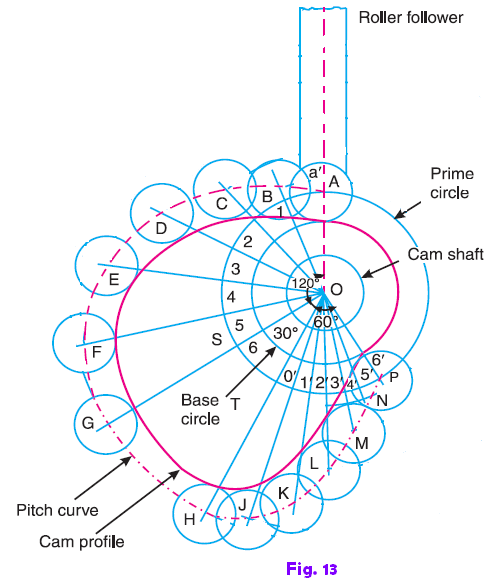 Roller follower
a′
A
B
1
C
Prime
circle
D
2
Cam shaft
3
E
120°
O
4
F
5
S
6
30°
60°
6′
P
5′
0′
1′
2′
3′
4′
N
Base
circle
T
G
M
L
K
J
H
Pitch curve
Cam profile
Fig. 13